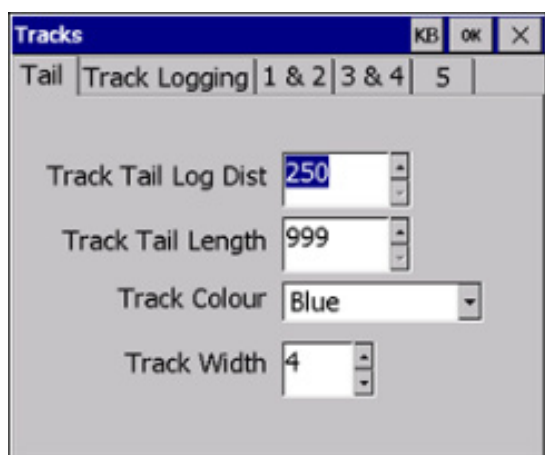 Tracks KB OK
Tail Track Logging 1 & 2 3 & 4 5
Track Tail Log Dist 250
Track Tail Length 999
Track Colour Blue
Track Width 4